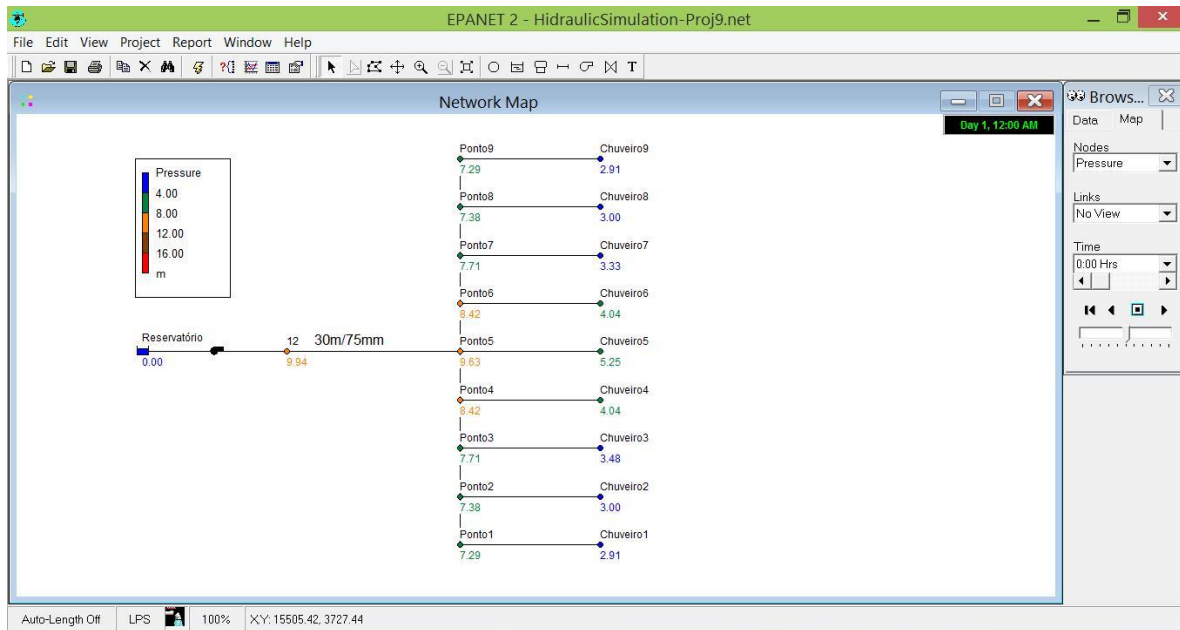 EPANET 2 - HidraulicSimulation-Proj9.net
File Edit View Project Report Window Help
T
Network Map
Day 1, 12:00 AM
Brows...
Data Map
Nodes
Pressure
Links
No View
Time
0:00 Hrs
Pressure
4.00
8.00
12.00
16.00
m
Ponto9 Chuveiro9
7.29 2.91
Ponto8 Chuveiro8
7.38 3.00
Ponto7 Chuveiro7
7.71 3.33
Ponto6 Chuveiro6
8.42 4.04
Reservatório 12 30m/75mm Ponto5 Chuveiro5
0.00 9.94 9.63 5.25
Ponto4 Chuveiro4
8.42 4.04
Ponto3 Chuveiro3
7.71 3.48
Ponto2 Chuveiro2
7.38 3.00
Ponto1 Chuveiro1
7.29 2.91
Auto-Length Off LPS 100% X,Y: 15505.42, 3727.44